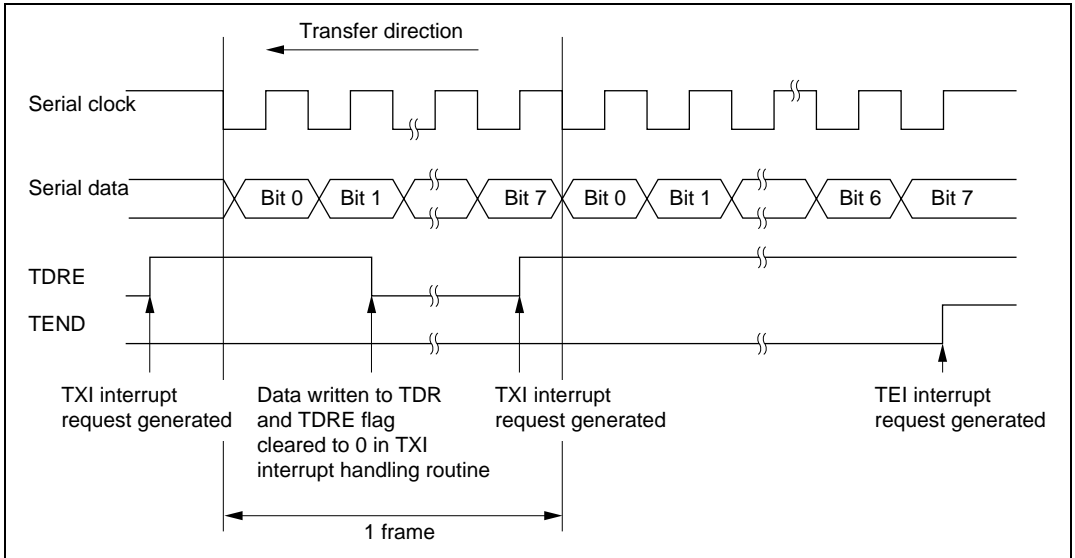 Transfer direction
Serial clock
Serial data
Bit 0
Bit 1
Bit 7
Bit 0
Bit 1
Bit 6
Bit 7
TDRE
TEND
TXI interrupt
request generated
Data written to TDR
and TDRE flag
cleared to 0 in TXI
interrupt handling routine
TXI interrupt
request generated
TEI interrupt
request generated
1 frame